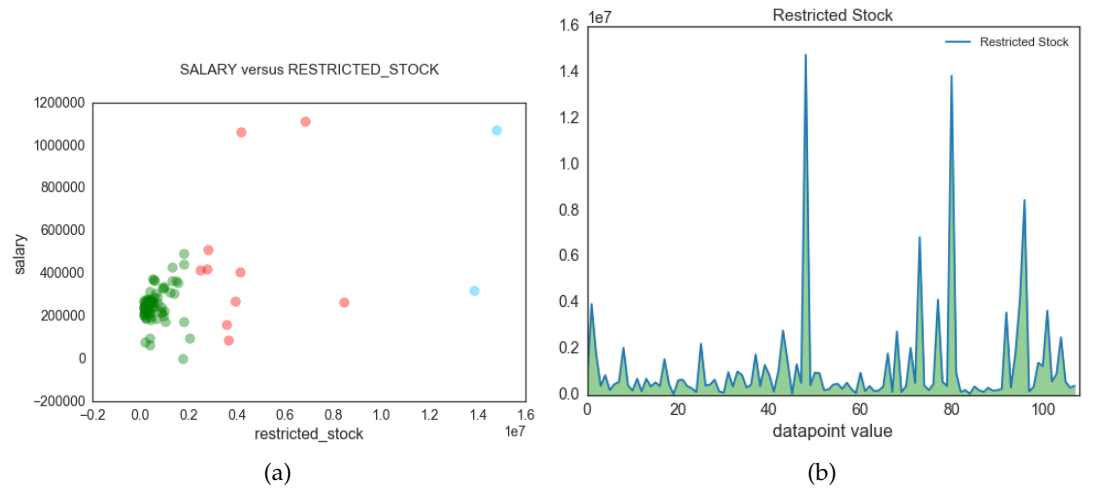 SALARY versus RESTRICTED_STOCK
1200000
1000000
800000
600000
400000
200000
0
−200000
salary
−0.2 0.0 0.2 0.4 0.6 0.8 1.0 1.2 1.4 1.6
1e7
restricted_stock
(a)
1e7
Restricted Stock
1.6
1.4
1.2
1.0
0.8
0.6
0.4
0.2
0.0
Restricted Stock
0 20 40 60 80 100
datapoint value
(b)